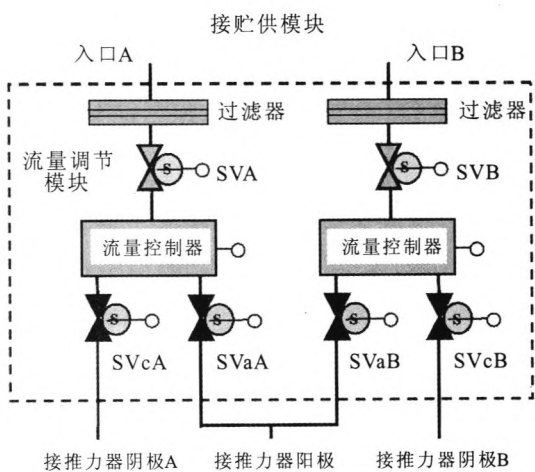 接贮供模块
入口A
入口B
过滤器
过滤器
流量调节
模块
S
SVA
S
SVB
流量控制器
流量控制器
S
S
S
S
SVcA
SVaA
SVaB
SVcB
接推力器阴极A
接推力器阳极
接推力器阴极B